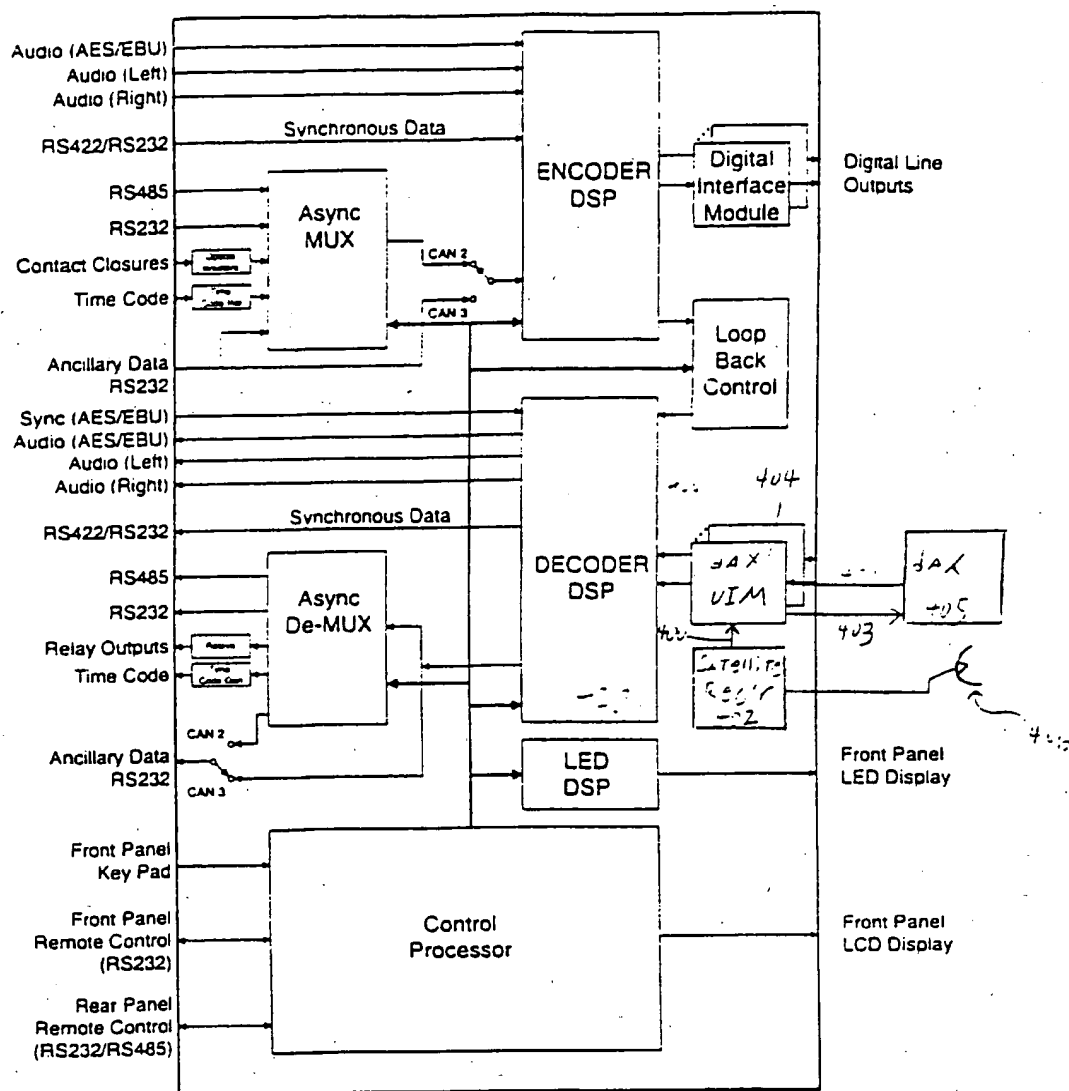 Audio (AES/EBU)
Audio (Left)
Audio (Right)
RS422/RS232
Synchronous Data
RS485
RS232
Contact Closures
Time Code
Ancillary Data
RS232
Async
MUX
CAN 2
CAN 3
ENCODER
DSP
Digital
Interface
Module
Digital Line
Outputs
Loop
Back
Control
Sync (AES/EBU)
Audio (AES/EBU)
Audio (Left)
Audio (Right)
RS422/RS232
Synchronous Data
RS485
RS232
Relay Outputs
Time Code
Async
De-MUX
CAN 2
CAN 3
Ancillary Data
RS232
DECODER
DSP
404
403
405
Satellite
LED
DSP
Front Panel
LED Display
Front Panel
Key Pad
Front Panel
Remote Control
(RS232)
Rear Panel
Remote Control
(RS232/RS485)
Control
Processor
Front Panel
LCD Display